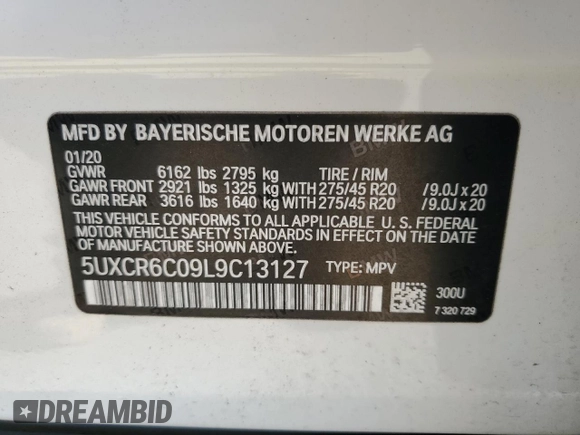 MFD BY BAYERISCHE MOTOREN WERKE AG
01/20
GVWR 6162 lbs 2795 kg TIRE / RIM
GAWR FRONT 2921 lbs 1325 kg WITH 275/45 R20 / 9.0J x 20
GAWR REAR 3616 lbs 1640 kg WITH 275/45 R20 / 9.0J x 20
THIS VEHICLE CONFORMS TO ALL APPLICABLE U. S. FEDERAL
MOTOR VEHICLE SAFETY STANDARDS IN EFFECT ON THE
DATE OF MANUFACTURE SHOWN ABOVE.
5UXCR6C09L9C13127 TYPE: MPV
300U
7 320 729
DREAMBID